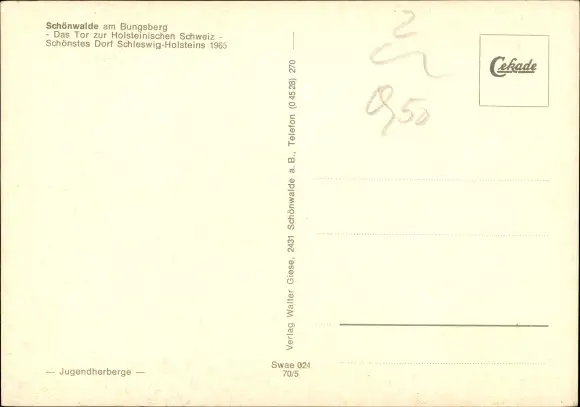 Schönwalde am Bungsberg
- Das Tor zur Holsteinischen Schweiz -
Schönstes Dorf Schleswig-Holsteins 1965
— Jugendherberge —
Verlag Walter Giese, 2431 Schönwalde a. B., Telefon (0 45 28) 270
Swae 024
70/5
Cekade
0,50